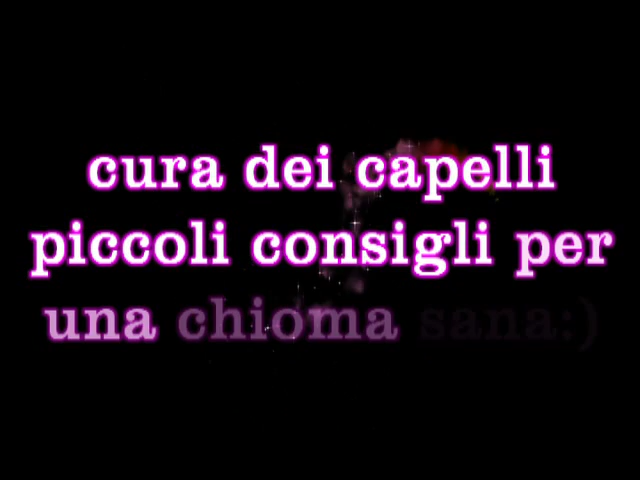 cura dei capelli
piccoli consigli per
una chioma sana:)